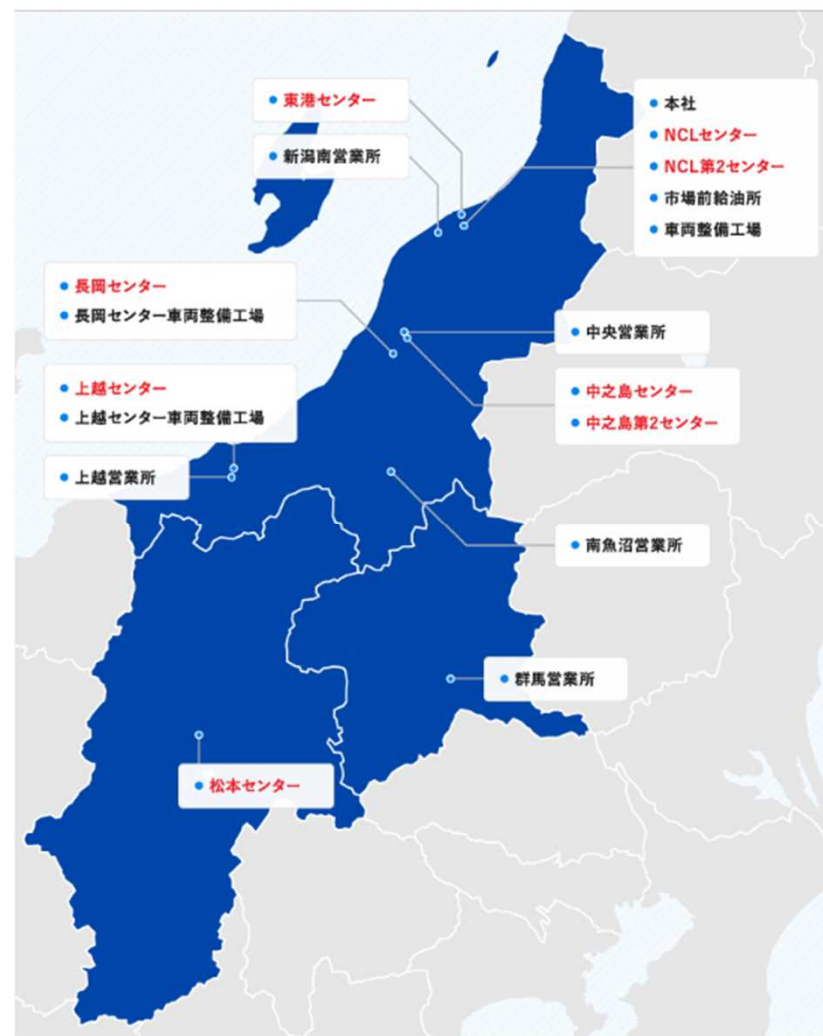 東港センター
新潟南営業所
本社
NCLセンター
NCL第2センター
市場前給油所
車両整備工場
長岡センター
長岡センター車両整備工場
中央営業所
中之島センター
中之島第2センター
上越センター
上越センター車両整備工場
上越営業所
南魚沼営業所
群馬営業所
松本センター